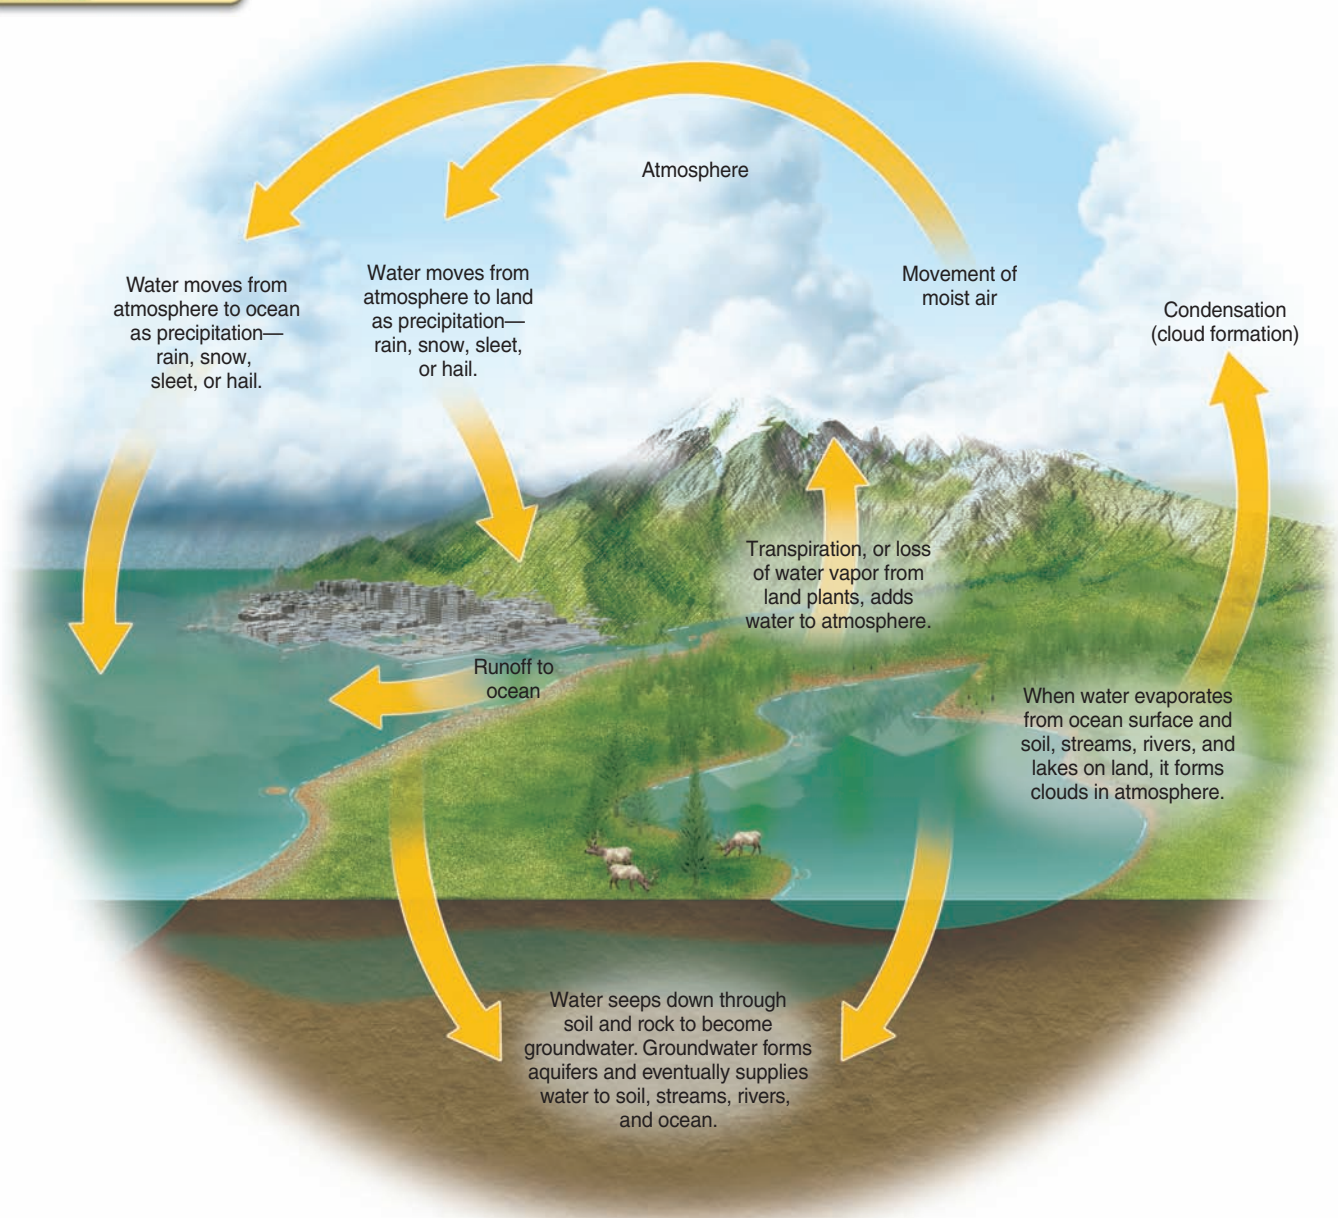 Atmosphere
Water moves from
atmosphere to ocean
as precipitation—
rain, snow,
sleet, or hail.
Water moves from
atmosphere to land
as precipitation—
rain, snow, sleet,
or hail.
Movement of
moist air
Condensation
(cloud formation)
Transpiration, or loss
of water vapor from
land plants, adds
water to atmosphere.
Runoff to
ocean
When water evaporates
from ocean surface and
soil, streams, rivers, and
lakes on land, it forms
clouds in atmosphere.
Water seeps down through
soil and rock to become
groundwater. Groundwater forms
aquifers and eventually supplies
water to soil, streams, rivers,
and ocean.